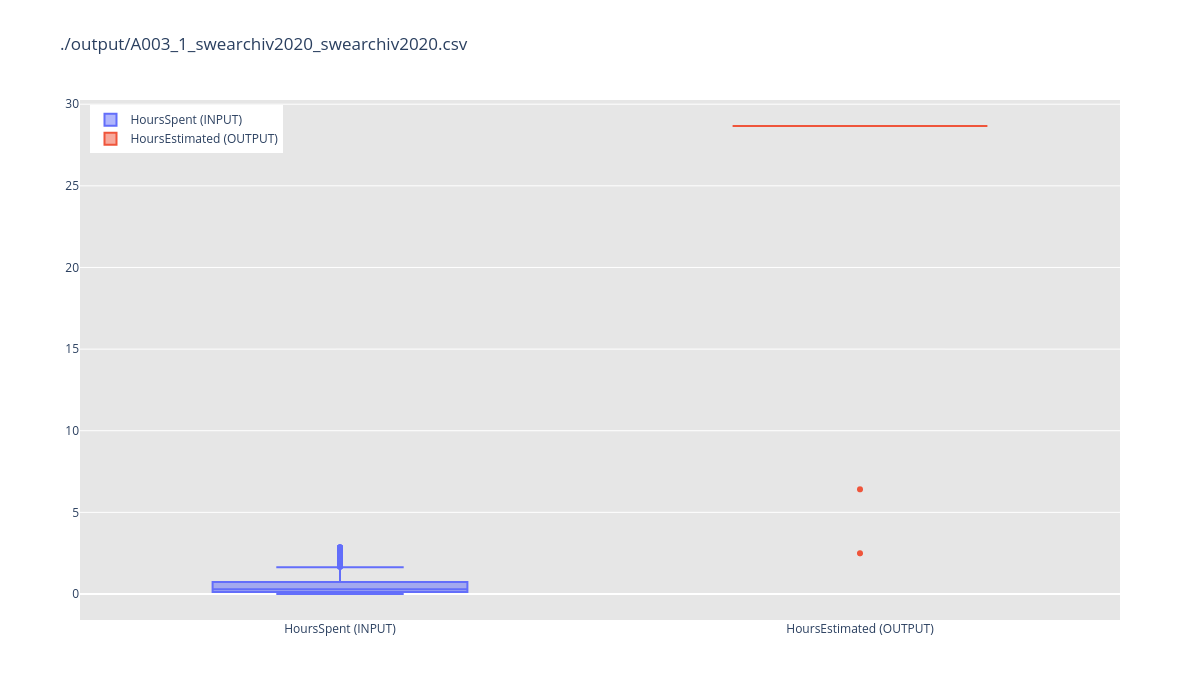 ./output/A003_1_swearchiv2020_swearchiv2020.csv
30
HoursSpent (INPUT)
HoursEstimated (OUTPUT)
25
20
15
10
5
0
HoursSpent (INPUT)
HoursEstimated (OUTPUT)